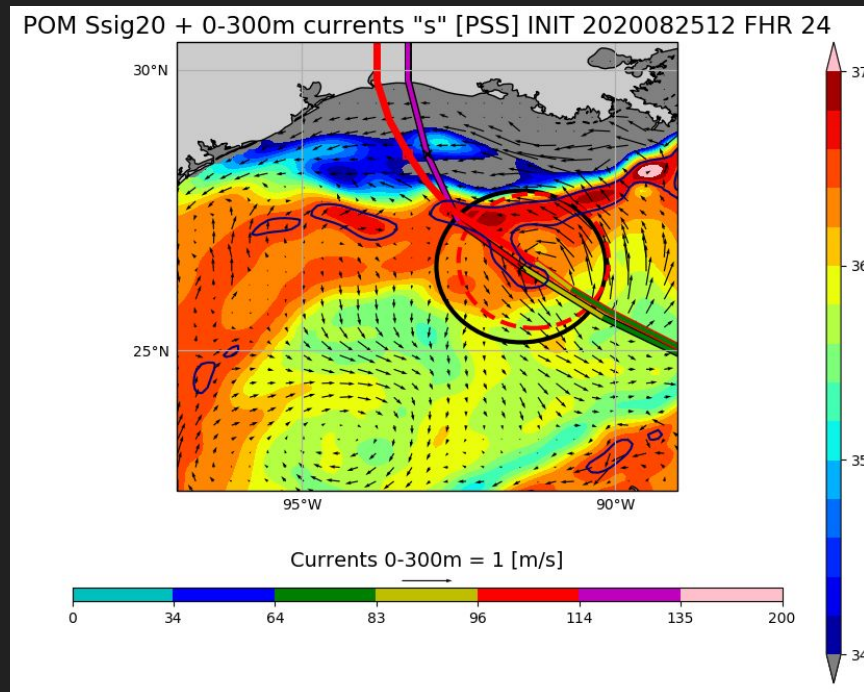 POM Ssig20 + 0-300m currents "s" [PSS] INIT 2020082512 FHR 24
30°N
25°N
95°W
90°W
37
36
35
34
Currents 0-300m = 1 [m/s]
0 34 64 83 96 114 135 200